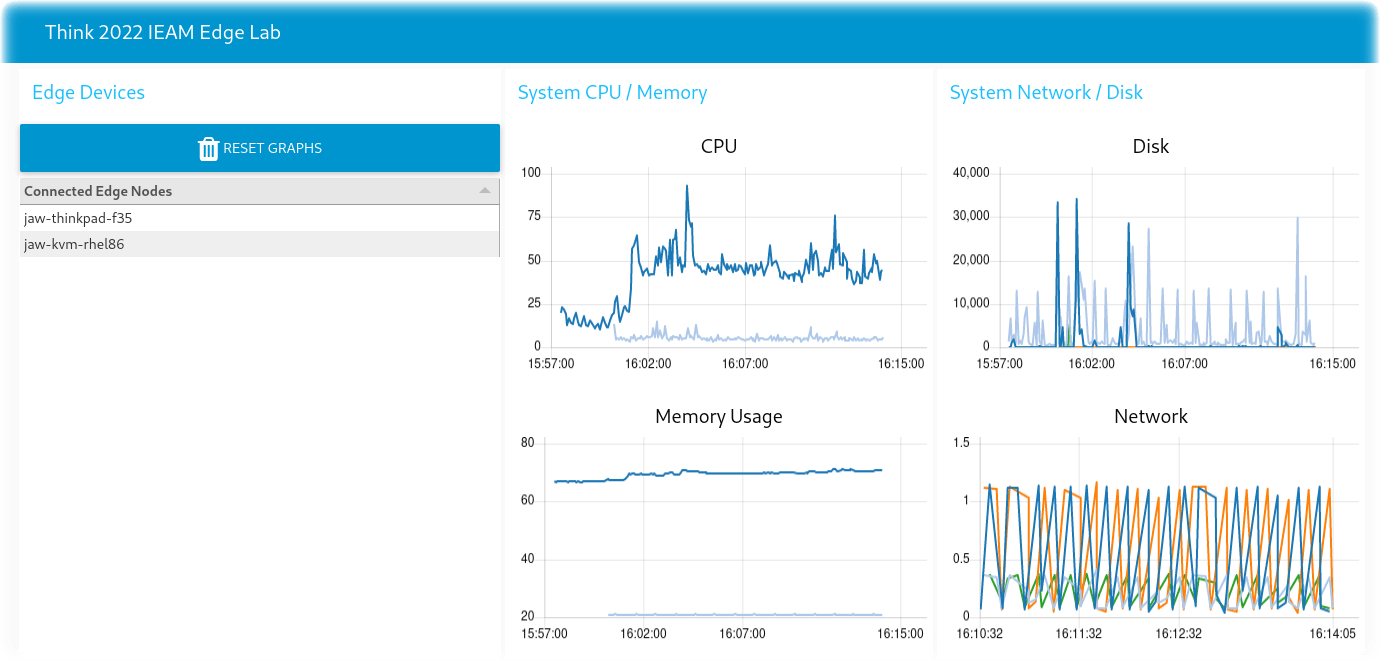 Think 2022 IEAM Edge Lab
Edge Devices
RESET GRAPHS
Connected Edge Nodes
jaw-thinkpad-f35
jaw-kvm-rhel86
System CPU / Memory
CPU
100
75
50
25
0
15:57:00 16:02:00 16:07:00 16:15:00
Memory Usage
80
60
40
20
15:57:00 16:02:00 16:07:00 16:15:00
System Network / Disk
Disk
40,000
30,000
20,000
10,000
0
15:57:00 16:02:00 16:07:00 16:15:00
Network
1.5
1
0.5
0
16:10:32 16:11:32 16:12:32 16:14:05